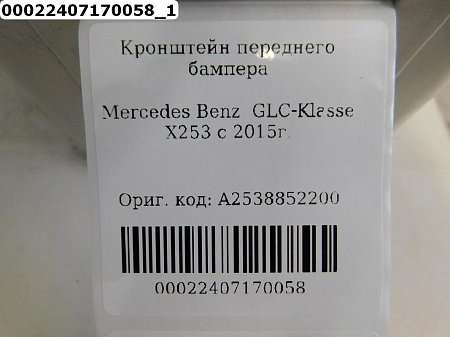 00022407170058_1
Кронштейн переднего
бампера
Mercedes Benz GLC-Klasse
X253 с 2015г.
Ориг. код: A2538852200
00022407170058